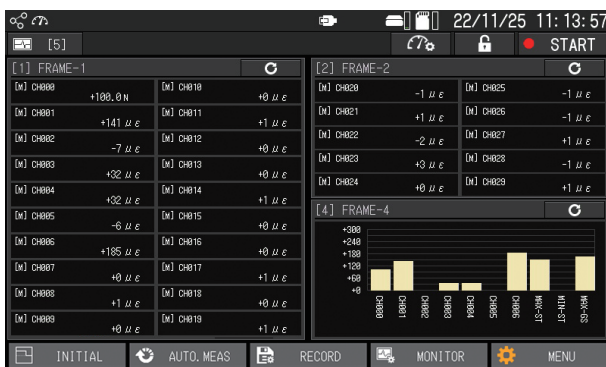 22/11/25 11:13:57
[5]
START
[1] FRAME-1
[M] CH000 +100.0 N
[M] CH010 +0 με
[M] CH001 +141 με
[M] CH011 +1 με
[M] CH002 -7 με
[M] CH012 +0 με
[M] CH003 +32 με
[M] CH013 +0 με
[M] CH004 +32 με
[M] CH014 +1 με
[M] CH005 -6 με
[M] CH015 +0 με
[M] CH006 +185 με
[M] CH016 +0 με
[M] CH007 +0 με
[M] CH017 +1 με
[M] CH008 +1 με
[M] CH018 +0 με
[M] CH009 +0 με
[M] CH019 +1 με
[2] FRAME-2
[M] CH020 -1 με
[M] CH025 -1 με
[M] CH021 +1 με
[M] CH026 -1 με
[M] CH022 -2 με
[M] CH027 +1 με
[M] CH023 +3 με
[M] CH028 -1 με
[M] CH024 +0 με
[M] CH029 +1 με
[4] FRAME-4
+300
+240
+180
+120
+60
+0
CH000
CH001
CH002
CH003
CH004
CH005
CH006
MAX-ST
MIN-ST
MAX-GS
INITIAL
AUTO.MEAS
RECORD
MONITOR
MENU